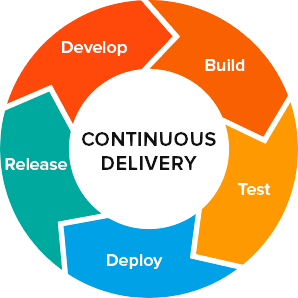 Develop
Build
CONTINUOUS
DELIVERY
Release
Test
Deploy